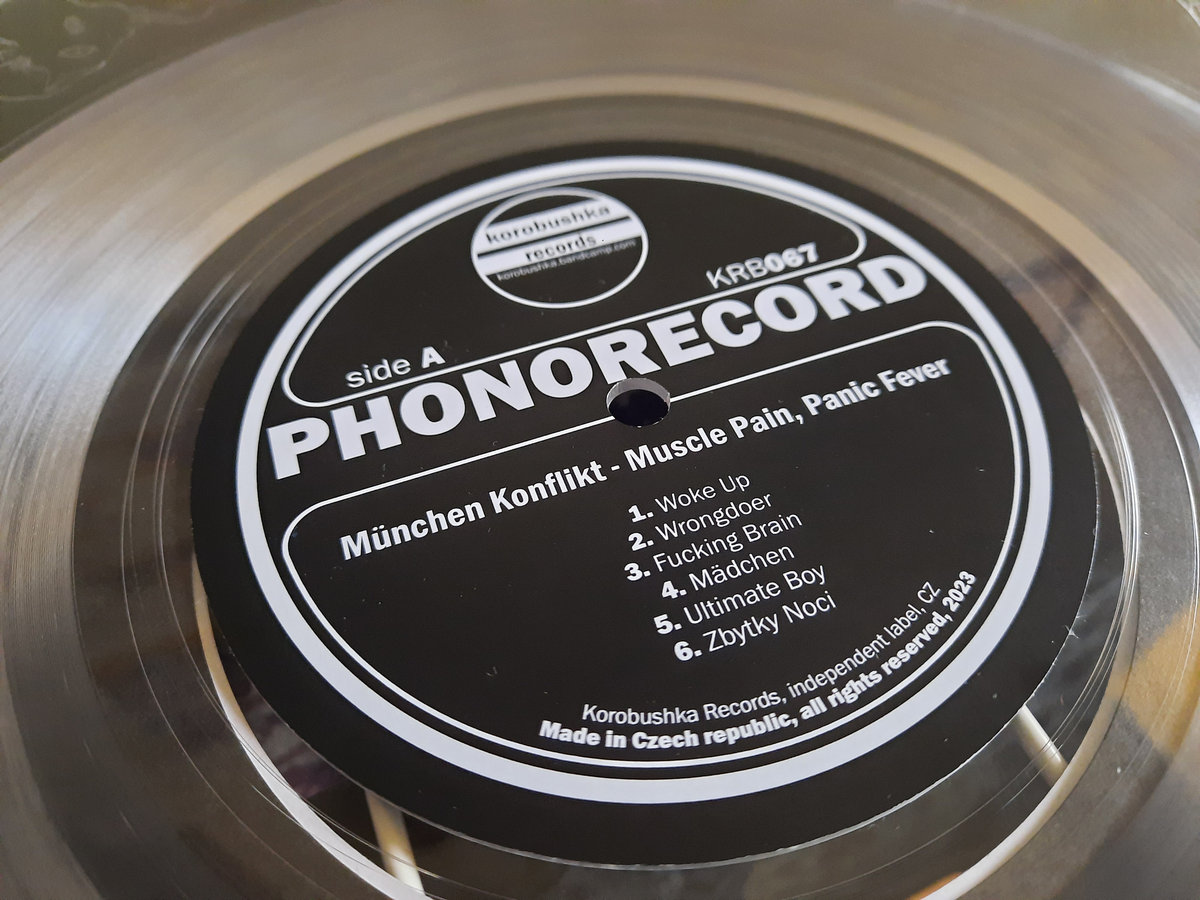 korobushka
records
korobushka.bandcamp.com
KRB067
side A
PHONORECORD
München Konflikt - Muscle Pain, Panic Fever
1. Woke Up
2. Wrongdoer
3. Fucking Brain
4. Mädchen
5. Ultimate Boy
6. Zbytky Noci
Korobushka Records, independent label, CZ
Made in Czech republic, all rights reserved, 2023